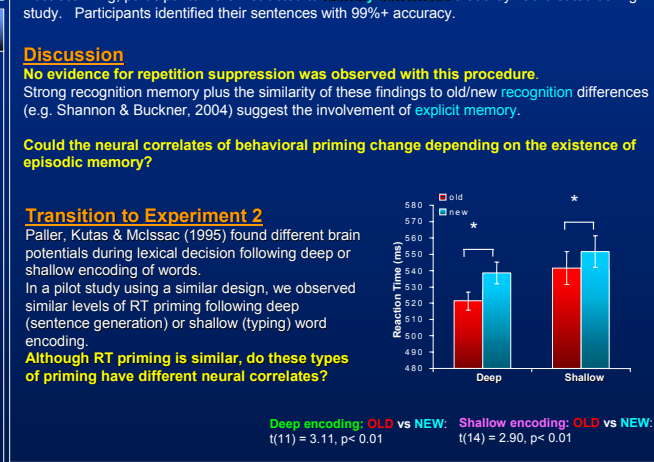 study. Participants identified their sentences with 99%+ accuracy.
Discussion
No evidence for repetition suppression was observed with this procedure.
Strong recognition memory plus the similarity of these findings to old/new recognition differences
(e.g. Shannon & Buckner, 2004) suggest the involvement of explicit memory.
Could the neural correlates of behavioral priming change depending on the existence of
episodic memory?
Transition to Experiment 2
Paller, Kutas & McIssac (1995) found different brain
potentials during lexical decision following deep or
shallow encoding of words.
In a pilot study using a similar design, we observed
similar levels of RT priming following deep
(sentence generation) or shallow (typing) word
encoding.
Although RT priming is similar, do these types
of priming have different neural correlates?
old
new
*
*
Reaction Time (ms)
580
570
560
550
540
530
520
510
500
490
480
Deep
Shallow
Deep encoding: OLD vs NEW:
t(11) = 3.11, p< 0.01
Shallow encoding: OLD vs NEW:
t(14) = 2.90, p< 0.01